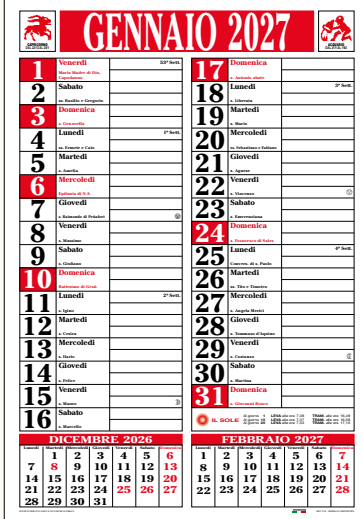 CAPRICORNO
GENNAIO 2027
ACQUARIO
1 Venerdì 53ª Sett.
Maria Madre di Dio,
Capodanno
2 Sabato
ss. Basilio e Gregorio
3 Domenica
s. Genoveffa
4 Lunedì 1ª Sett.
ss. Ermete e Caio
5 Martedì
s. Amelia
6 Mercoledì
Epifania di N.S.
7 Giovedì
s. Raimondo di Peñafort
8 Venerdì
s. Massimo
9 Sabato
s. Giuliano
10 Domenica
Battesimo di Gesù
11 Lunedì 2ª Sett.
s. Igino
12 Martedì
s. Cesira
13 Mercoledì
s. Ilario
14 Giovedì
s. Felice
15 Venerdì
s. Mauro
16 Sabato
s. Marcello
17 Domenica
s. Antonio abate
18 Lunedì 3ª Sett.
s. Liberata
19 Martedì
s. Mario
20 Mercoledì
ss. Sebastiano e Fabiano
21 Giovedì
s. Agnese
22 Venerdì
s. Vincenzo
23 Sabato
s. Emerenziana
24 Domenica
s. Francesco di Sales
25 Lunedì 4ª Sett.
Convers. di s. Paolo
26 Martedì
ss. Tito e Timoteo
27 Mercoledì
s. Angela Merici
28 Giovedì
s. Tommaso d'Aquino
29 Venerdì
s. Costanzo
30 Sabato
s. Martina
31 Domenica
s. Giovanni Bosco
IL SOLE
DICEMBRE 2026
Lunedì Martedì Mercoledì Giovedì Venerdì Sabato Domenica
1 2 3 4 5 6
7 8 9 10 11 12 13
14 15 16 17 18 19 20
21 22 23 24 25 26 27
28 29 30 31
FEBBRAIO 2027
Lunedì Martedì Mercoledì Giovedì Venerdì Sabato Domenica
1 2 3 4 5 6 7
8 9 10 11 12 13 14
15 16 17 18 19 20 21
22 23 24 25 26 27 28